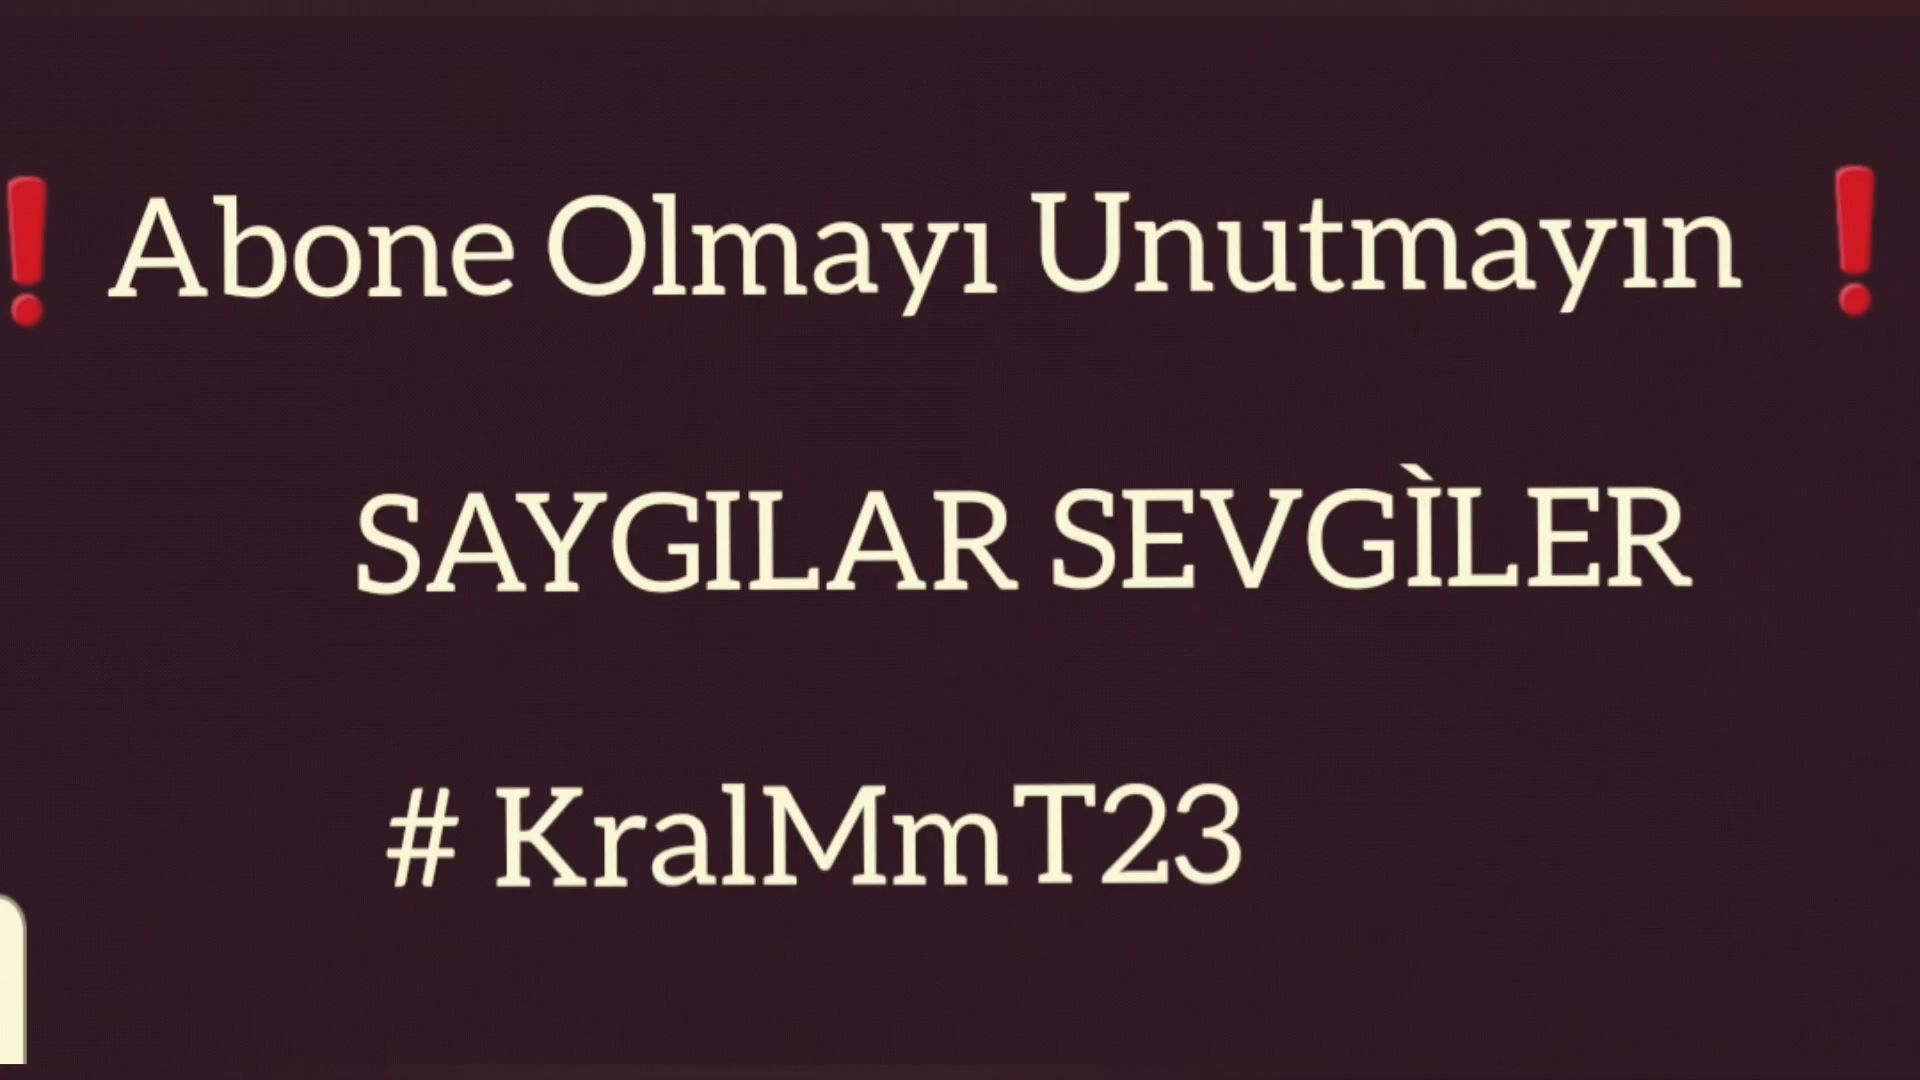 ❗Abone Olmayı Unutmayın ❗
SAYGILAR SEVGÌLER
# KralMmT23